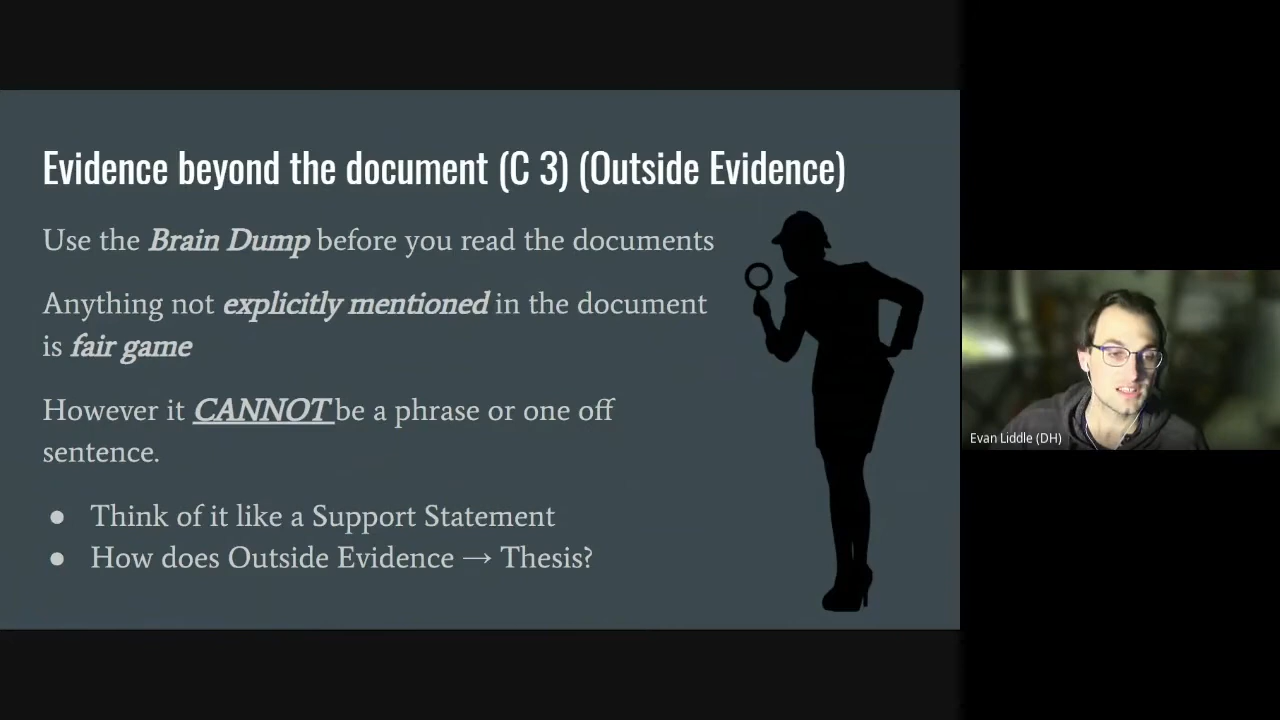 Evidence beyond the document (C 3) (Outside Evidence)
Use the Brain Dump before you read the documents
Anything not explicitly mentioned in the document
is fair game
However it CANNOT be a phrase or one off
sentence.
● Think of it like a Support Statement
● How does Outside Evidence → Thesis?
Evan Liddle (DH)